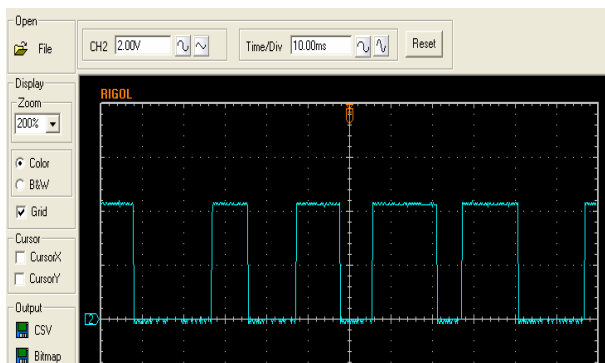 Open
File
CH2 2.00V
Time/Div 10.00ms
Reset
Display
Zoom
200%
Color
B&W
Grid
Cursor
CursorX
CursorY
Output
CSV
Bitmap
RIGOL
T
2